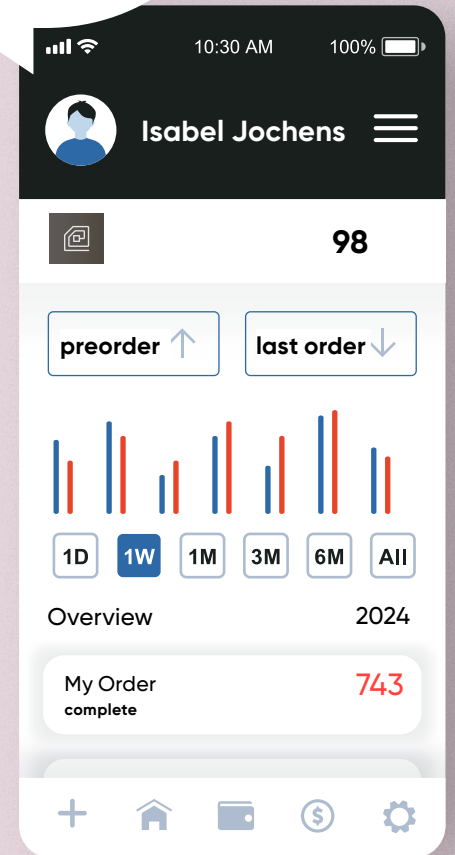 10:30 AM 100%
Isabel Jochens
98
preorder last order
1D 1W 1M 3M 6M All
Overview 2024
My Order 743
complete
$